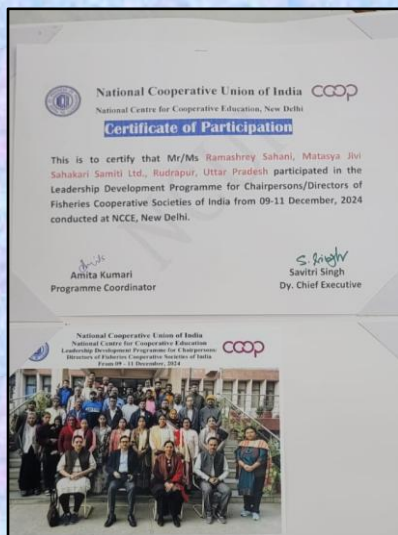 National Cooperative Union of India
coop
National Centre for Cooperative Education, New Delhi
Certificate of Participation
This is to certify that Mr/Ms Ramashrey Sahani, Matasya Jivi
Sahakari Samiti Ltd., Rudrapur, Uttar Pradesh participated in the
Leadership Development Programme for Chairpersons/Directors of
Fisheries Cooperative Societies of India from 09-11 December, 2024
conducted at NCCE, New Delhi.
Amita Kumari
Programme Coordinator
S. Singh
Savitri Singh
Dy. Chief Executive
National Cooperative Union of India
National Centre for Cooperative Education
Leadership Development Programme for Chairpersons/
Directors of Fisheries Cooperative Societies of India
From 09 - 11 December, 2024
coop